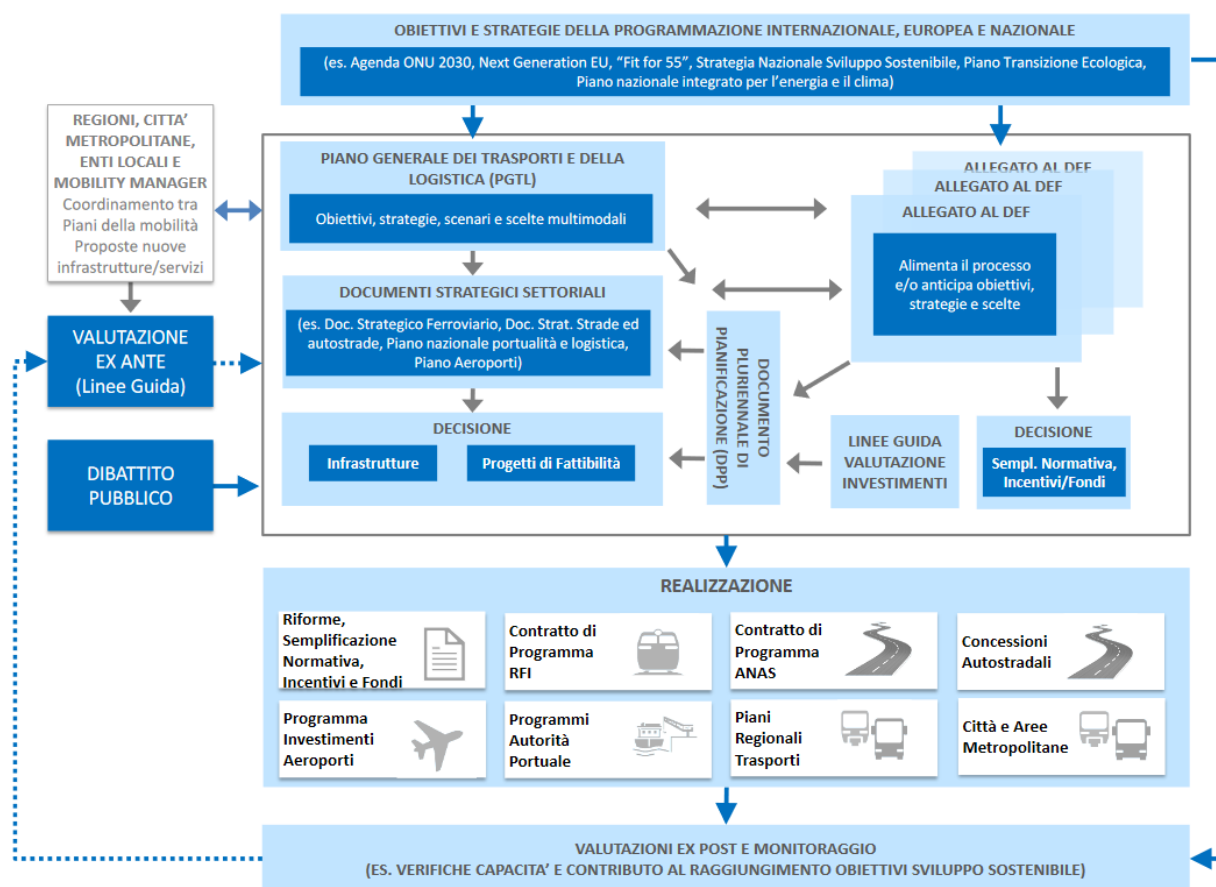 OBIETTIVI E STRATEGIE DELLA PROGRAMMAZIONE INTERNAZIONALE, EUROPEA E NAZIONALE
(es. Agenda ONU 2030, Next Generation EU, “Fit for 55”, Strategia Nazionale Sviluppo Sostenibile, Piano Transizione Ecologica,
Piano nazionale integrato per l’energia e il clima)
REGIONI, CITTA’
METROPOLITANE,
ENTI LOCALI E
MOBILITY MANAGER
Coordinamento tra
Piani della mobilità
Proposte nuove
infrastrutture/servizi
VALUTAZIONE
EX ANTE
(Linee Guida)
DIBATTITO
PUBBLICO
PIANO GENERALE DEI TRASPORTI E DELLA
LOGISTICA (PGTL)
Obiettivi, strategie, scenari e scelte multimodali
DOCUMENTI STRATEGICI SETTORIALI
(es. Doc. Strategico Ferroviario, Doc. Strat. Strade ed
autostrade, Piano nazionale portualità e logistica,
Piano Aeroporti)
DECISIONE
Infrastrutture
Progetti di Fattibilità
DOCUMENTO
PLURIENNALE DI
PIANIFICAZIONE (DPP)
ALLEGATO AL DEF
ALLEGATO AL DEF
ALLEGATO AL DEF
Alimenta il processo
e/o anticipa obiettivi,
strategie e scelte
LINEE GUIDA
VALUTAZIONE
INVESTIMENTI
DECISIONE
Sempl. Normativa,
Incentivi/Fondi
REALIZZAZIONE
Riforme,
Semplificazione
Normativa,
Incentivi e Fondi
Contratto di
Programma
RFI
Contratto di
Programma
ANAS
Concessioni
Autostradali
Programma
Investimenti
Aeroporti
Programmi
Autorità
Portuale
Piani
Regionali
Trasporti
Città e Aree
Metropolitane
VALUTAZIONI EX POST E MONITORAGGIO
(ES. VERIFICHE CAPACITA’ E CONTRIBUTO AL RAGGIUNGIMENTO OBIETTIVI SVILUPPO SOSTENIBILE)